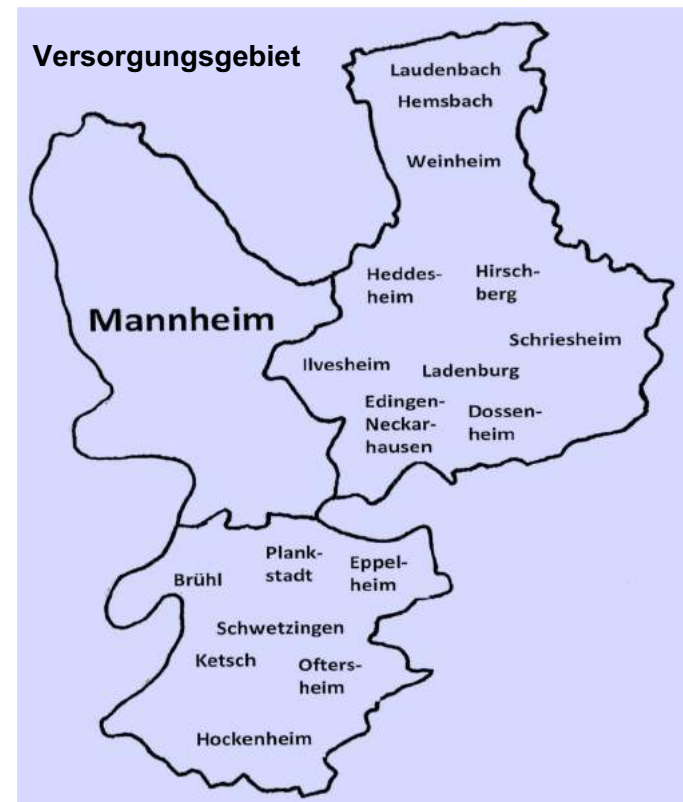 Versorgungsgebiet
Laudenbach
Hemsbach
Weinheim
Heddes-
heim
Hirsch-
berg
Mannheim
Schriesheim
Ilvesheim
Ladenburg
Edingen-
Neckar-
hausen
Dossen-
heim
Plank-
stadt
Eppel-
heim
Brühl
Schwetzingen
Ketsch
Ofters-
heim
Hockenheim